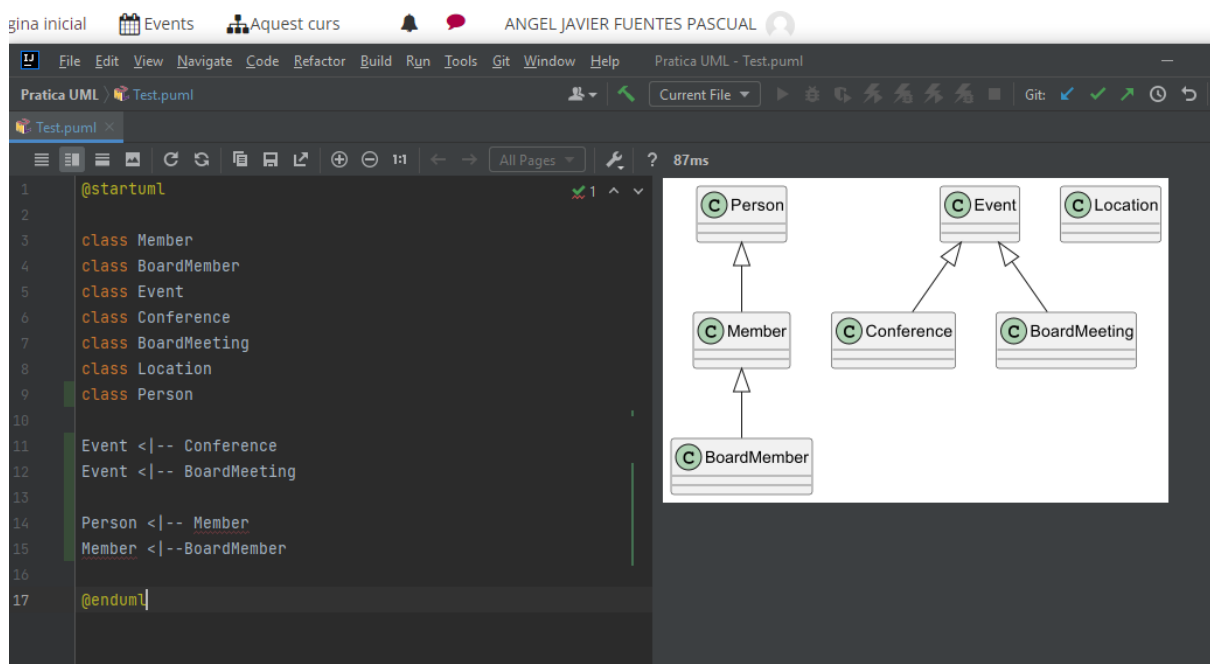 gina inicial Events Aquest curs ANGEL JAVIER FUENTES PASCUAL
IJ File Edit View Navigate Code Refactor Build Run Tools Git Window Help Pratica UML - Test.puml
Pratica UML Test.puml Current File Git:
Test.puml
1:1 All Pages ? 87ms
1 @startuml 1
2
3 class Member
4 class BoardMember
5 class Event
6 class Conference
7 class BoardMeeting
8 class Location
9 class Person
10
11 Event <|-- Conference
12 Event <|-- BoardMeeting
13
14 Person <|-- Member
15 Member <|--BoardMember
16
17 @enduml
C Person C Event C Location
C Member C Conference C BoardMeeting
C BoardMember